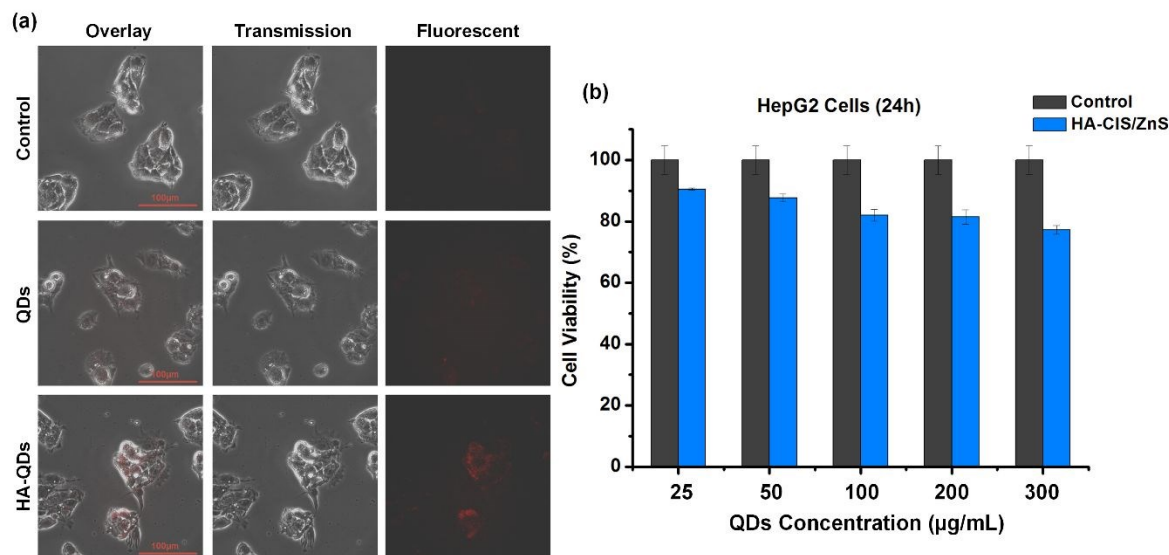 (a)
Overlay
Transmission
Fluorescent
Control
100μm
QDs
100μm
HA-QDs
100μm
(b)
HepG2 Cells (24h)
Control
HA-CIS/ZnS
Cell Viability (%)
100
80
60
40
20
0
25
50
100
200
300
QDs Concentration (μg/mL)